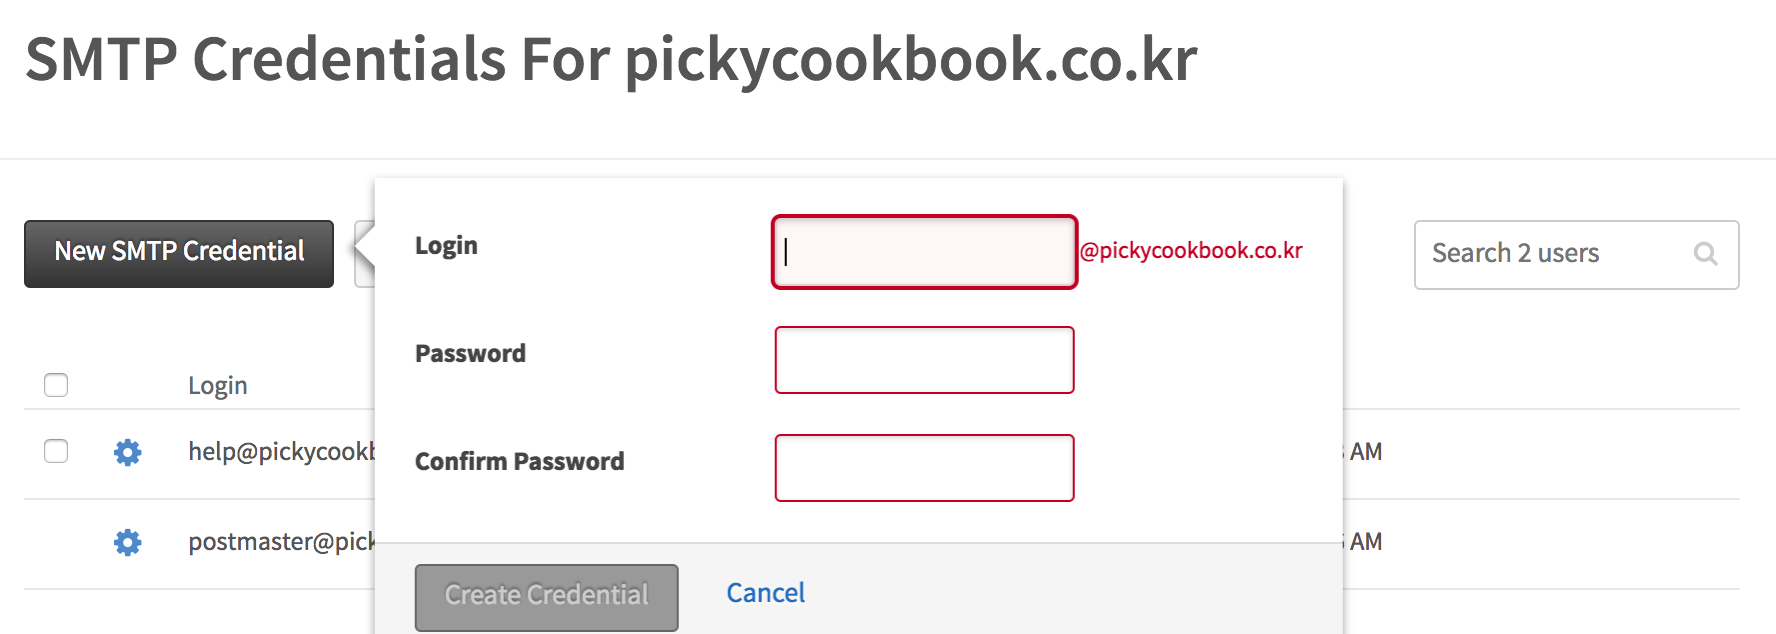 SMTP Credentials For pickycookbook.co.kr
New SMTP Credential
Login
@pickycookbook.co.kr
Search 2 users
Password
Login
help@pickycookb
AM
Confirm Password
postmaster@pick
AM
Create Credential
Cancel